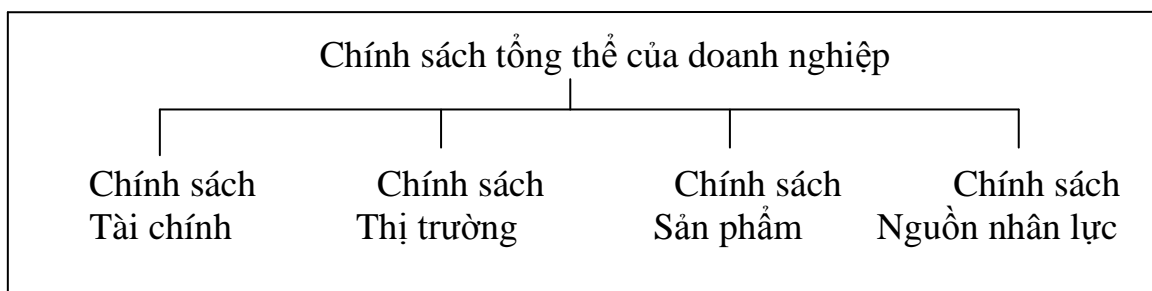 Chính sách tổng thể của doanh nghiệp
Chính sách Chính sách Chính sách Chính sách
Tài chính Thị trường Sản phẩm Nguồn nhân lực